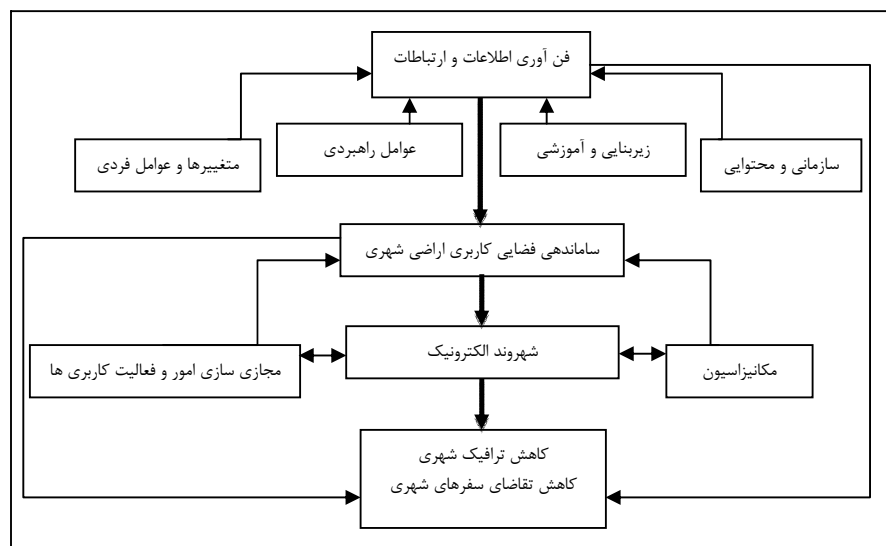 فن آوری اطلاعات و ارتباطات
سازمانی و محتوایی
زیربنایی و آموزشی
عوامل راهبردی
متغییرها و عوامل فردی
ساماندهی فضایی کاربری اراضی شهری
مکانیزاسیون
شهروند الکترونیک
مجازی سازی امور و فعالیت کاربری ها
کاهش ترافیک شهری
کاهش تقاضای سفرهای شهری